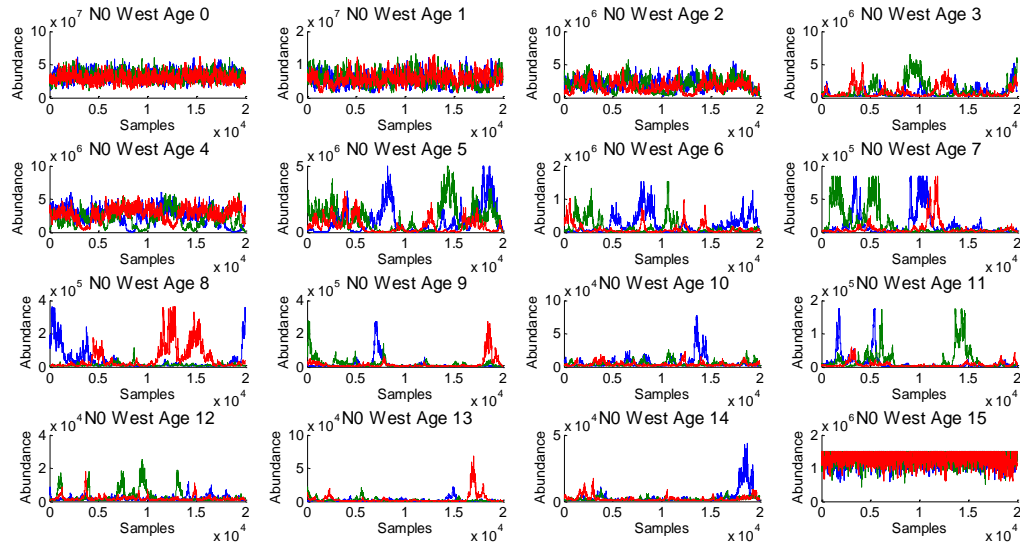 x 10^7 N0 West Age 0
Abundance
10
5
0
0 0.5 1 1.5 2
Samples x 10^4
x 10^7 N0 West Age 1
Abundance
2
1
0
0 0.5 1 1.5 2
Samples x 10^4
x 10^6 N0 West Age 2
Abundance
5
0
0 0.5 1 1.5 2
Samples x 10^4
x 10^6 N0 West Age 3
Abundance
10
5
0
0 0.5 1 1.5 2
Samples x 10^4
x 10^6 N0 West Age 4
Abundance
10
5
0
0 0.5 1 1.5 2
Samples x 10^4
x 10^6 N0 West Age 5
Abundance
5
0
0 0.5 1 1.5 2
Samples x 10^4
x 10^6 N0 West Age 6
Abundance
2
1
0
0 0.5 1 1.5 2
Samples x 10^4
x 10^5 N0 West Age 7
Abundance
10
5
0
0 0.5 1 1.5 2
Samples x 10^4
x 10^5 N0 West Age 8
Abundance
4
2
0
0 0.5 1 1.5 2
Samples x 10^4
x 10^5 N0 West Age 9
Abundance
4
2
0
0 0.5 1 1.5 2
Samples x 10^4
x 10^4 N0 West Age 10
Abundance
10
5
0
0 0.5 1 1.5 2
Samples x 10^4
x 10^5 N0 West Age 11
Abundance
2
1
0
0 0.5 1 1.5 2
Samples x 10^4
x 10^4 N0 West Age 12
Abundance
4
2
0
0 0.5 1 1.5 2
Samples x 10^4
x 10^4 N0 West Age 13
Abundance
10
5
0
0 0.5 1 1.5 2
Samples x 10^4
x 10^4 N0 West Age 14
Abundance
5
0
0 0.5 1 1.5 2
Samples x 10^4
x 10^6 N0 West Age 15
Abundance
2
1
0
0 0.5 1 1.5 2
Samples x 10^4